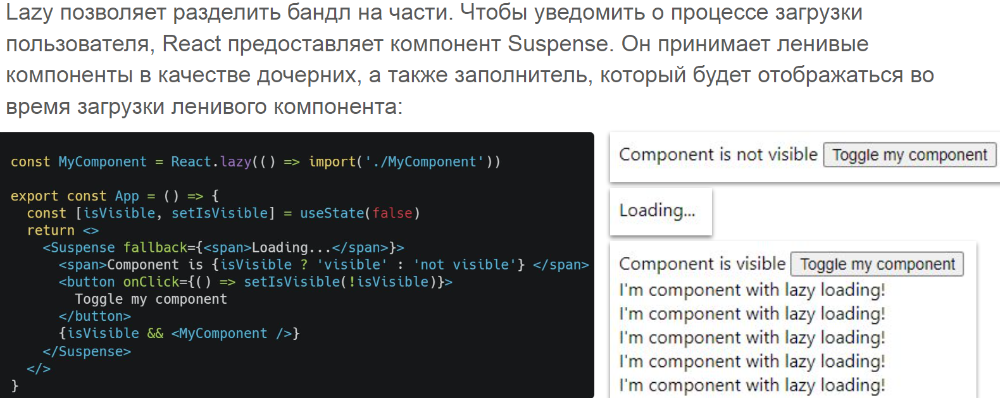 Lazy позволяет разделить бандл на части. Чтобы уведомить о процессе загрузки
пользователя, React предоставляет компонент Suspense. Он принимает ленивые
компоненты в качестве дочерних, а также заполнитель, который будет отображаться во
время загрузки ленивого компонента:
const MyComponent = React.lazy(() => import('./MyComponent'))

export const App = () => {
  const [isVisible, setIsVisible] = useState(false)
  return <>
    <Suspense fallback={<span>Loading...</span>}>
      <span>Component is {isVisible ? 'visible' : 'not visible'} </span>
      <button onClick={() => setIsVisible(!isVisible)}>
        Toggle my component
      </button>
      {isVisible && <MyComponent />}
    </Suspense>
  </>
}
Component is not visible Toggle my component
Loading...
Component is visible Toggle my component
I'm component with lazy loading!
I'm component with lazy loading!
I'm component with lazy loading!
I'm component with lazy loading!
I'm component with lazy loading!